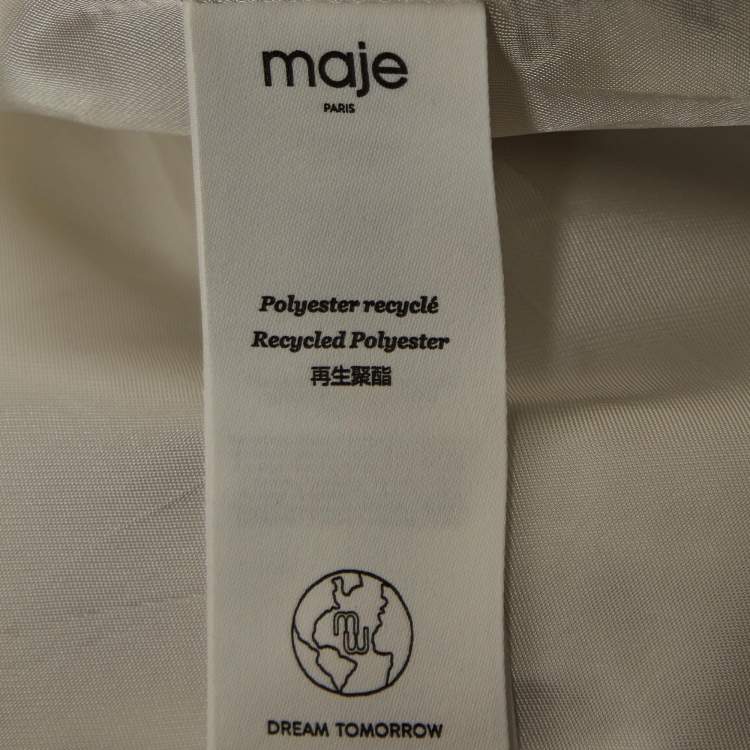 maje
PARIS
Polyester recyclé
Recycled Polyester
再生聚酯
DREAM TOMORROW